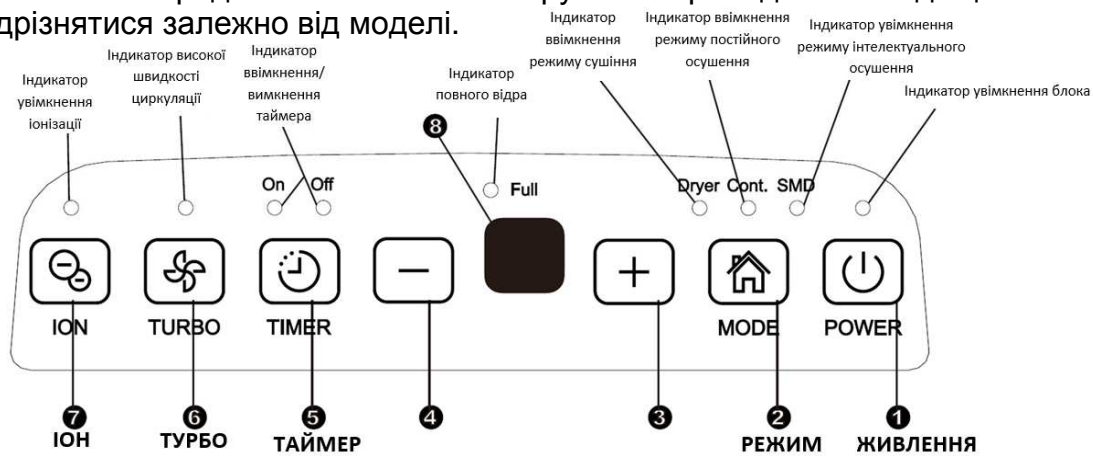 дрізнятися залежно від моделі.
Індикатор
увімкнення
іонізації
Індикатор високої
швидкості
циркуляції
Індикатор
ввімкнення/
вимкнення
таймера
Індикатор
повного відра
Індикатор
ввімкнення
режиму сушіння
Індикатор ввімкнення
режиму постійного
осушення
Індикатор увімкнення
режиму інтелектуального
осушення
Індикатор увімкнення блока
8
On Off
Full
Dryer Cont. SMD
ION
TURBO
TIMER
MODE
POWER
7
6
5
4
3
2
1
ІОН
ТУРБО
ТАЙМЕР
РЕЖИМ
ЖИВЛЕННЯ